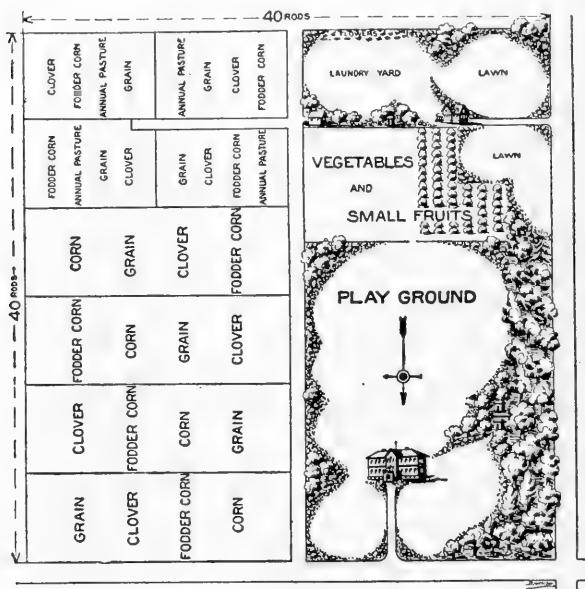 40 RODS
40 RODS
CLOVER
FODDER CORN
ANNUAL PASTURE
GRAIN
ANNUAL PASTURE
GRAIN
CLOVER
FODDER CORN
FODDER CORN
ANNUAL PASTURE
GRAIN
CLOVER
GRAIN
CLOVER
FODDER CORN
ANNUAL PASTURE
CORN
GRAIN
CLOVER
FODDER CORN
FODDER CORN
CORN
GRAIN
CLOVER
CLOVER
FODDER CORN
CORN
GRAIN
GRAIN
CLOVER
FODDER CORN
CORN
FLOWERS
LAUNDRY YARD
LAWN
VEGETABLES
AND
SMALL FRUITS
LAWN
PLAY GROUND